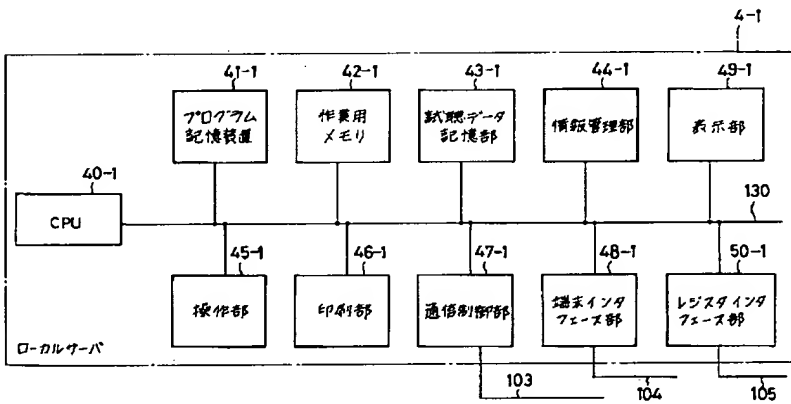 4-1
41-1
42-1
43-1
44-1
49-1
プログラム
記憶装置
作業用
メモリ
試聴データ
記憶部
情報管理部
表示部
40-1
CPU
130
45-1
46-1
47-1
48-1
50-1
操作部
印刷部
通信制御部
端末インタ
フェース部
レジスタインタ
フェース部
ローカルサーバ
103
104
105